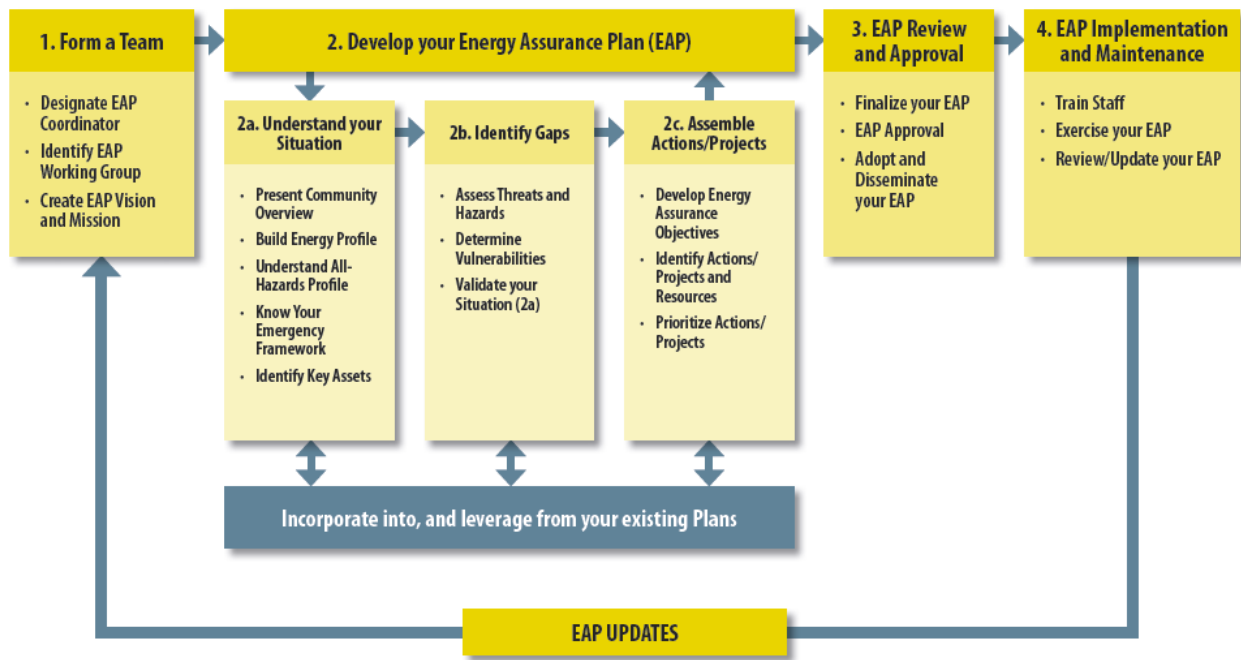 1. Form a Team
• Designate EAP
Coordinator
• Identify EAP
Working Group
• Create EAP Vision
and Mission
2. Develop your Energy Assurance Plan (EAP)
2a. Understand your
Situation
• Present Community
Overview
• Build Energy Profile
• Understand All-
Hazards Profile
• Know Your
Emergency
Framework
• Identify Key Assets
2b. Identify Gaps
• Assess Threats and
Hazards
• Determine
Vulnerabilities
• Validate your
Situation (2a)
2c. Assemble
Actions/Projects
• Develop Energy
Assurance
Objectives
• Identify Actions/
Projects and
Resources
• Prioritize Actions/
Projects
Incorporate into, and leverage from your existing Plans
3. EAP Review
and Approval
• Finalize your EAP
• EAP Approval
• Adopt and
Disseminate
your EAP
4. EAP Implementation
and Maintenance
• Train Staff
• Exercise your EAP
• Review/Update your EAP
EAP UPDATES